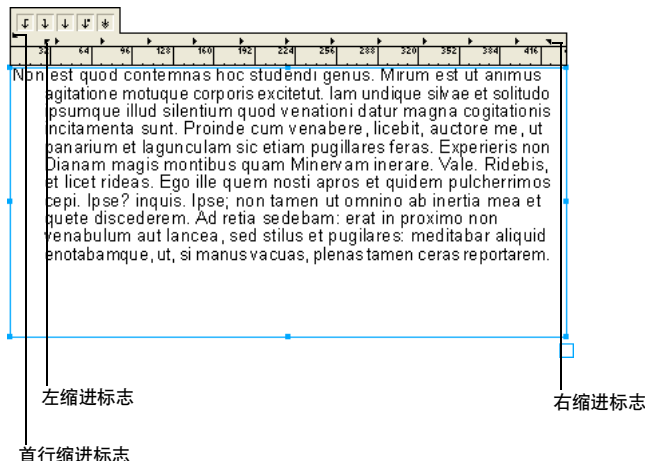 32 64 96 128 160 192 224 256 288 320 352 384 416
Non est quod contemnas hoc studendi genus. Mirum est ut animus
agitatione motuque corporis excitetut. Iam undique silvae et solitudo
ipsumque illud silentium quod venationi datur magna cogitationis
incitamenta sunt. Proinde cum venabere, licebit, auctore me, ut
panarium et lagunculam sic etiam pugillares feras. Experieris non
Dianam magis montibus quam Minervam inerare. Vale. Ridebis,
et licet rideas. Ego ille quem nosti apros et quidem pulcherrimos
cepi. Ipse? inquis. Ipse; non tamen ut omnino ab inertia mea et
quete discederem. Ad retia sedebam: erat in proximo non
venabulum aut lancea, sed stilus et pugilares: meditabar aliquid
enotabamque, ut, si manus vacuas, plenas tamen ceras reportarem.
左缩进标志
右缩进标志
首行缩进标志